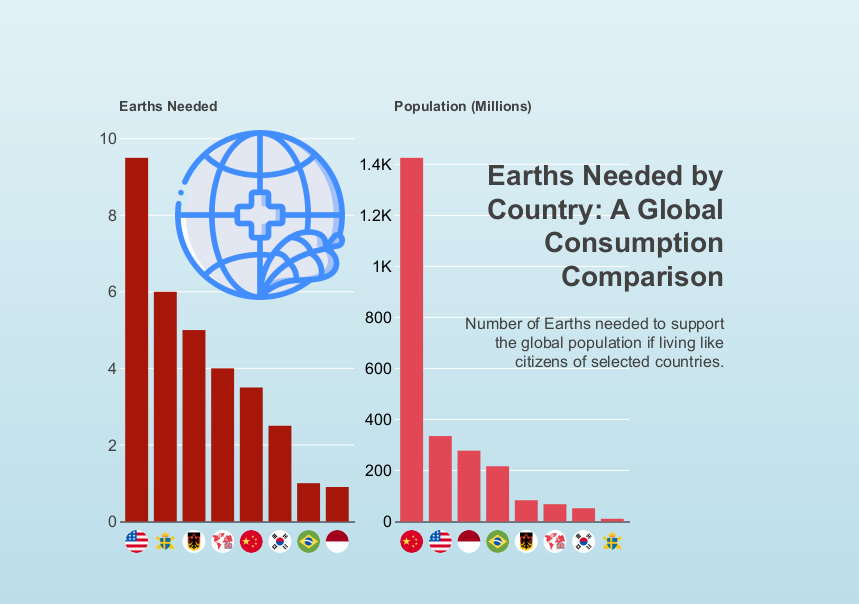 Earths Needed
10
8
6
4
2
0
Population (Millions)
1.4K
1.2K
1K
800
600
400
200
0
Earths Needed by
Country: A Global
Consumption
Comparison
Number of Earths needed to support
the global population if living like
citizens of selected countries.